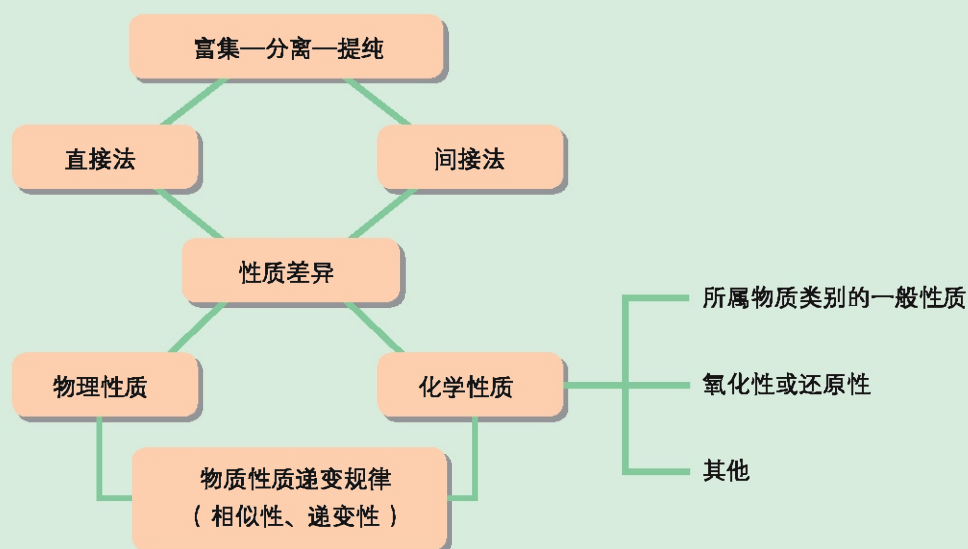 富集—分离—提纯
直接法
间接法
性质差异
所属物质类别的一般性质
物理性质
化学性质
氧化性或还原性
其他
物质性质递变规律
（相似性、递变性）